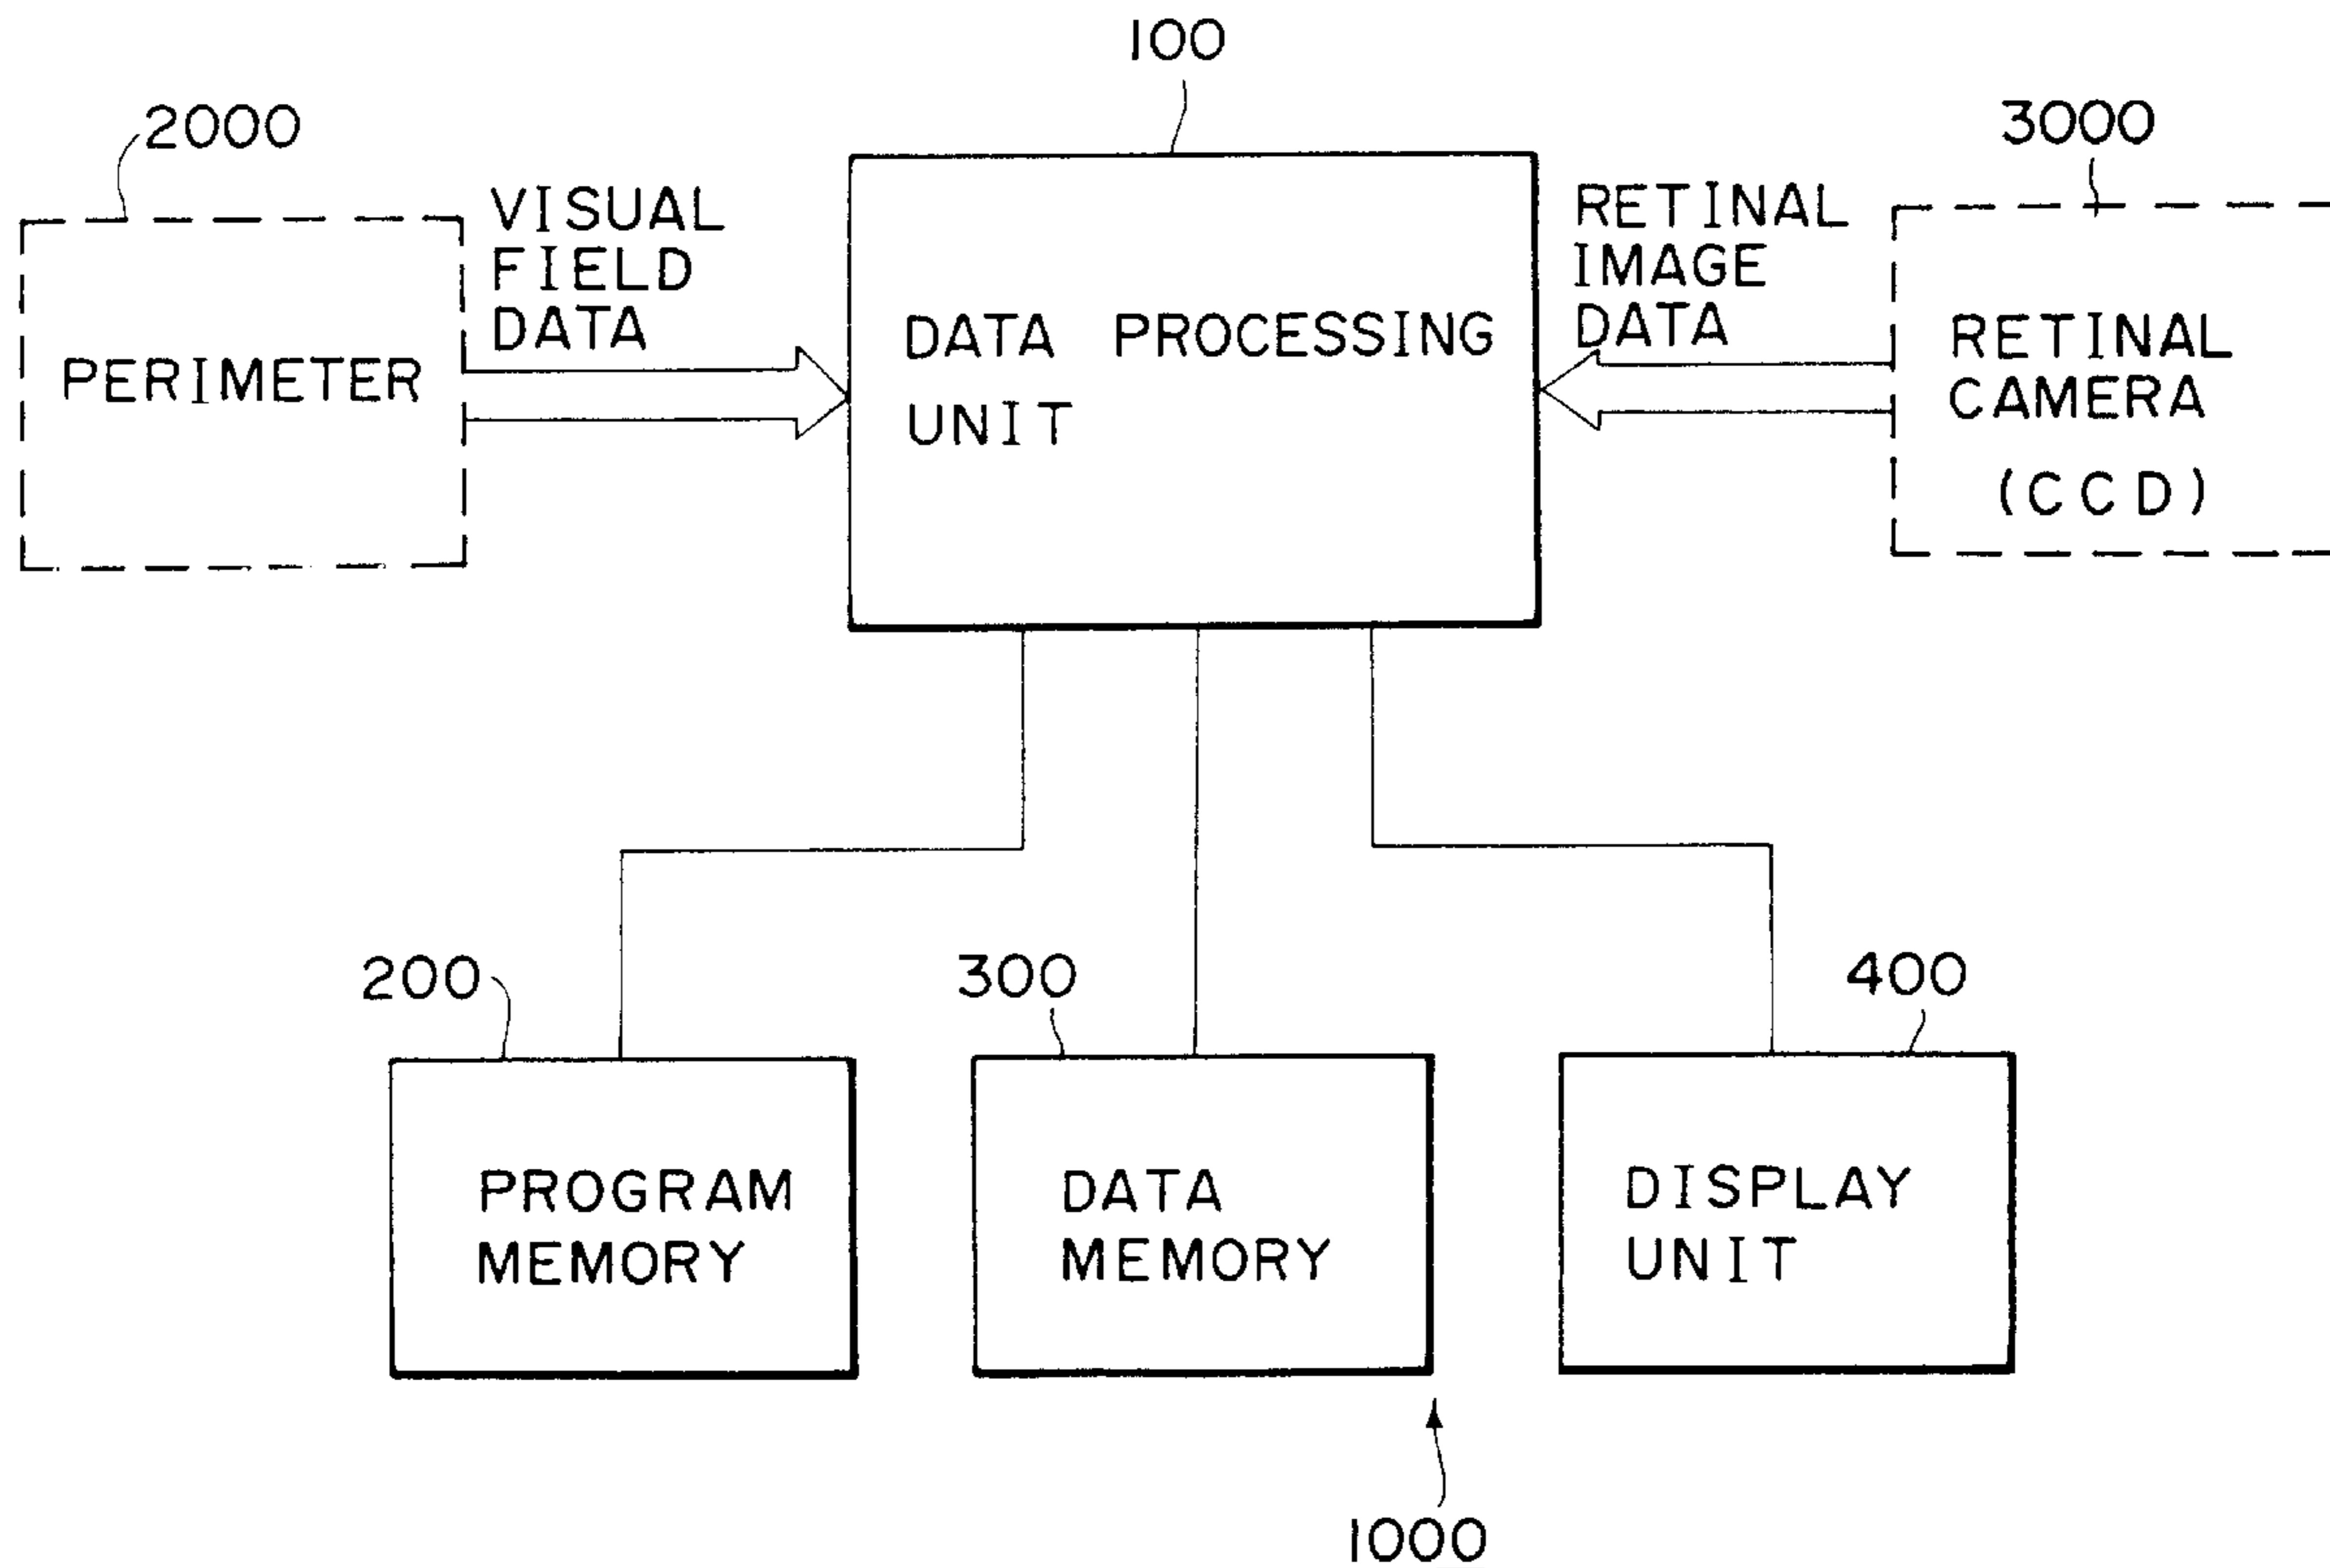 100
2000
3000
VISUAL
FIELD
DATA
RETINAL
IMAGE
DATA
PERIMETER
DATA PROCESSING
UNIT
RETINAL
CAMERA
(CCD)
200
300
400
PROGRAM
MEMORY
DATA
MEMORY
DISPLAY
UNIT
1000